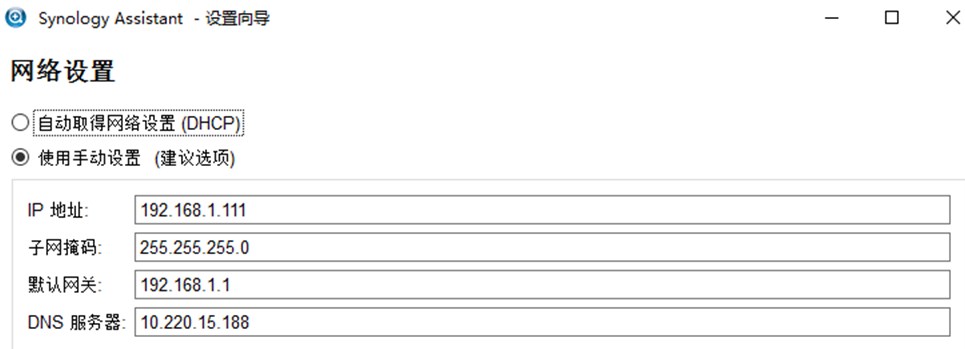 Synology Assistant - 设置向导
网络设置
自动取得网络设置 (DHCP)
使用手动设置 (建议选项)
IP 地址: 192.168.1.111
子网掩码: 255.255.255.0
默认网关: 192.168.1.1
DNS 服务器: 10.220.15.188